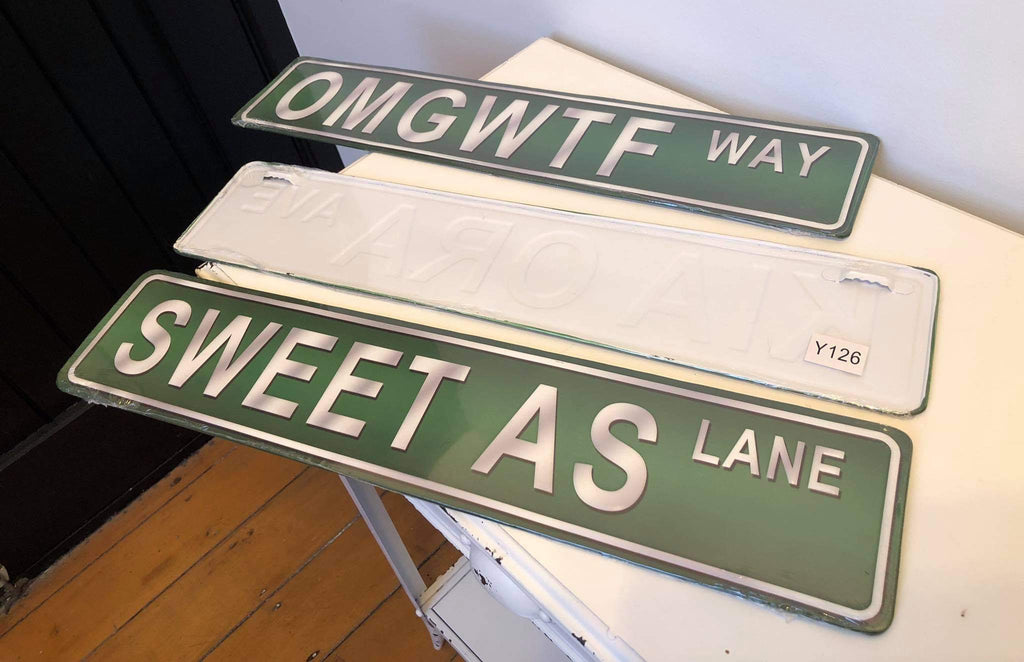 OMGWTF WAY
KIA ORA AVE
Y126
SWEET AS LANE